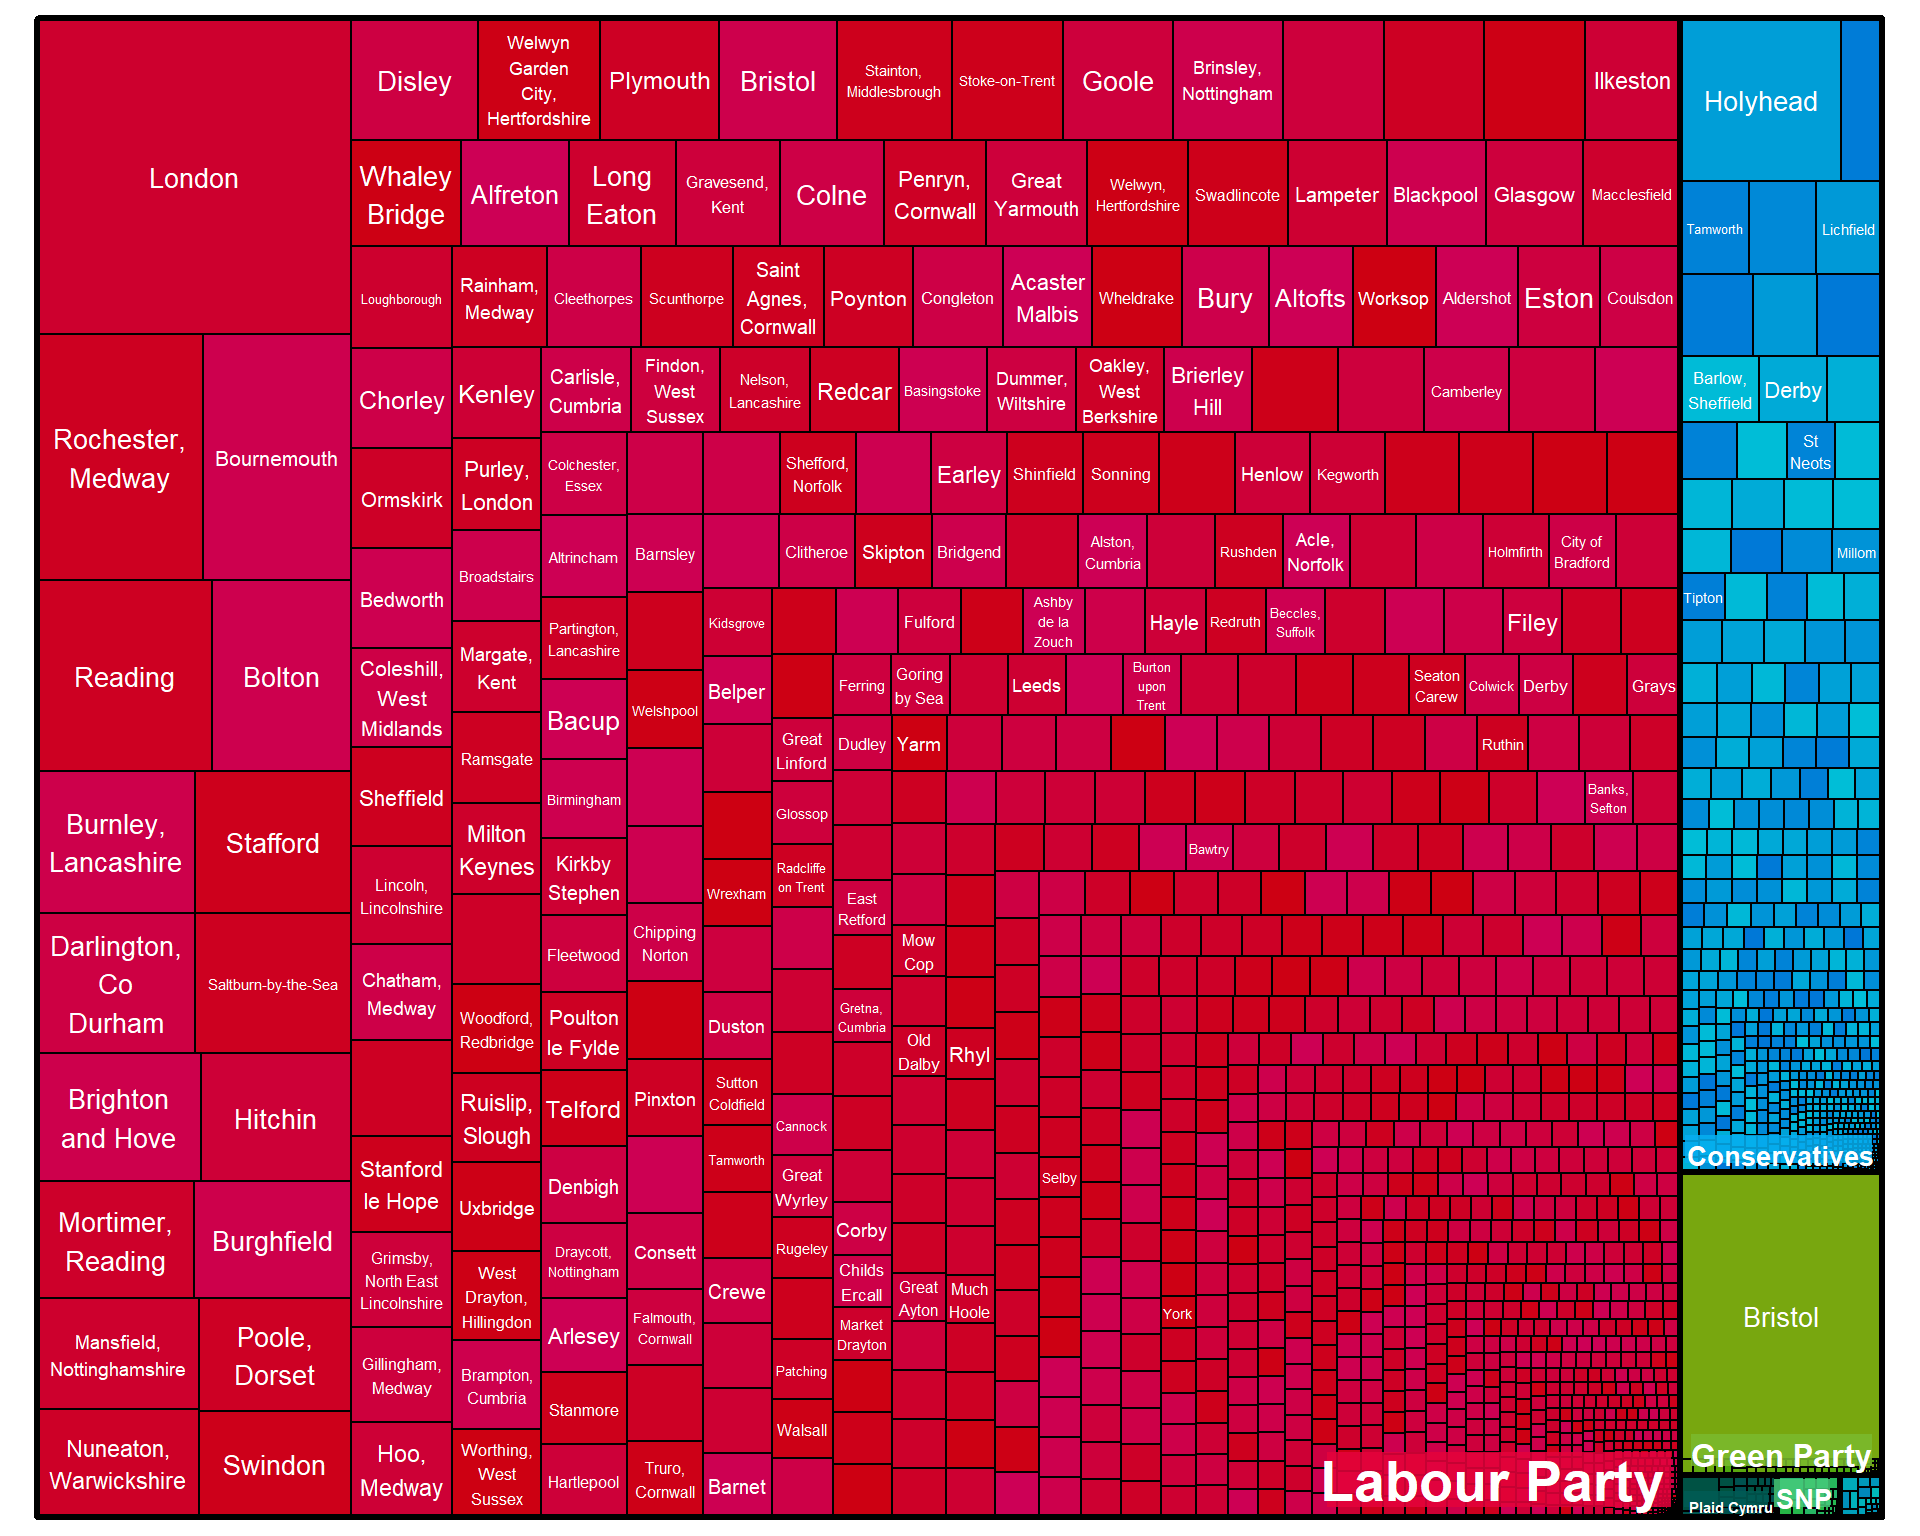 London
Disley
Welwyn
Garden
City,
Hertfordshire
Plymouth
Bristol
Stainton,
Middlesbrough
Stoke-on-Trent
Goole
Brinsley,
Nottingham
Ilkeston
Holyhead
Whaley
Bridge
Alfreton
Long
Eaton
Gravesend,
Kent
Colne
Penryn,
Cornwall
Great
Yarmouth
Welwyn,
Hertfordshire
Swadlincote
Lampeter
Blackpool
Glasgow
Macclesfield
Tamworth
Lichfield
Loughborough
Rainham,
Medway
Cleethorpes
Scunthorpe
Saint
Agnes,
Cornwall
Poynton
Congleton
Acaster
Malbis
Wheldrake
Bury
Altofts
Worksop
Aldershot
Eston
Coulsdon
Rochester,
Medway
Bournemouth
Chorley
Kenley
Carlisle,
Cumbria
Findon,
West
Sussex
Nelson,
Lancashire
Redcar
Basingstoke
Dummer,
Wiltshire
Oakley,
West
Berkshire
Brierley
Hill
Camberley
Barlow,
Sheffield
Derby
Ormskirk
Purley,
London
Colchester,
Essex
Shefford,
Norfolk
Earley
Shinfield
Sonning
Henlow
Kegworth
St
Neots
Broadstairs
Altrincham
Barnsley
Clitheroe
Skipton
Bridgend
Alston,
Cumbria
Rushden
Acle,
Norfolk
Holmfirth
City of
Bradford
Millom
Reading
Bolton
Bedworth
Margate,
Kent
Partington,
Lancashire
Kidsgrove
Fulford
Ashby
de la
Zouch
Hayle
Redruth
Beccles,
Suffolk
Filey
Tipton
Coleshill,
West
Midlands
Ramsgate
Bacup
Welshpool
Belper
Ferring
Goring
by Sea
Leeds
Burton
upon
Trent
Seaton
Carew
Colwick
Derby
Grays
Great
Linford
Dudley
Yarm
Ruthin
Burnley,
Lancashire
Stafford
Sheffield
Milton
Keynes
Birmingham
Glossop
Banks,
Sefton
Lincoln,
Lincolnshire
Kirkby
Stephen
Wrexham
Radcliffe
on Trent
East
Retford
Bawtry
Darlington,
Co
Durham
Saltburn-by-the-Sea
Chatham,
Medway
Woodford,
Redbridge
Fleetwood
Chipping
Norton
Mow
Cop
Poulton
le Fylde
Duston
Gretna,
Cumbria
Old
Dalby
Rhyl
Brighton
and Hove
Hitchin
Ruislip,
Slough
Telford
Pinxton
Sutton
Coldfield
Cannock
Stanford
le Hope
Uxbridge
Denbigh
Tamworth
Great
Wyrley
Selby
Conservatives
Mortimer,
Reading
Burghfield
Grimsby,
North East
Lincolnshire
West
Drayton,
Hillingdon
Draycott,
Nottingham
Consett
Rugeley
Corby
Childs
Ercall
Crewe
Great
Ayton
Much
Hoole
York
Bristol
Mansfield,
Nottinghamshire
Poole,
Dorset
Gillingham,
Medway
Brampton,
Cumbria
Arlesey
Falmouth,
Cornwall
Market
Drayton
Patching
Stanmore
Walsall
Nuneaton,
Warwickshire
Swindon
Hoo,
Medway
Worthing,
West
Sussex
Hartlepool
Truro,
Cornwall
Barnet
Labour Party
Green Party
Plaid Cymru
SNP